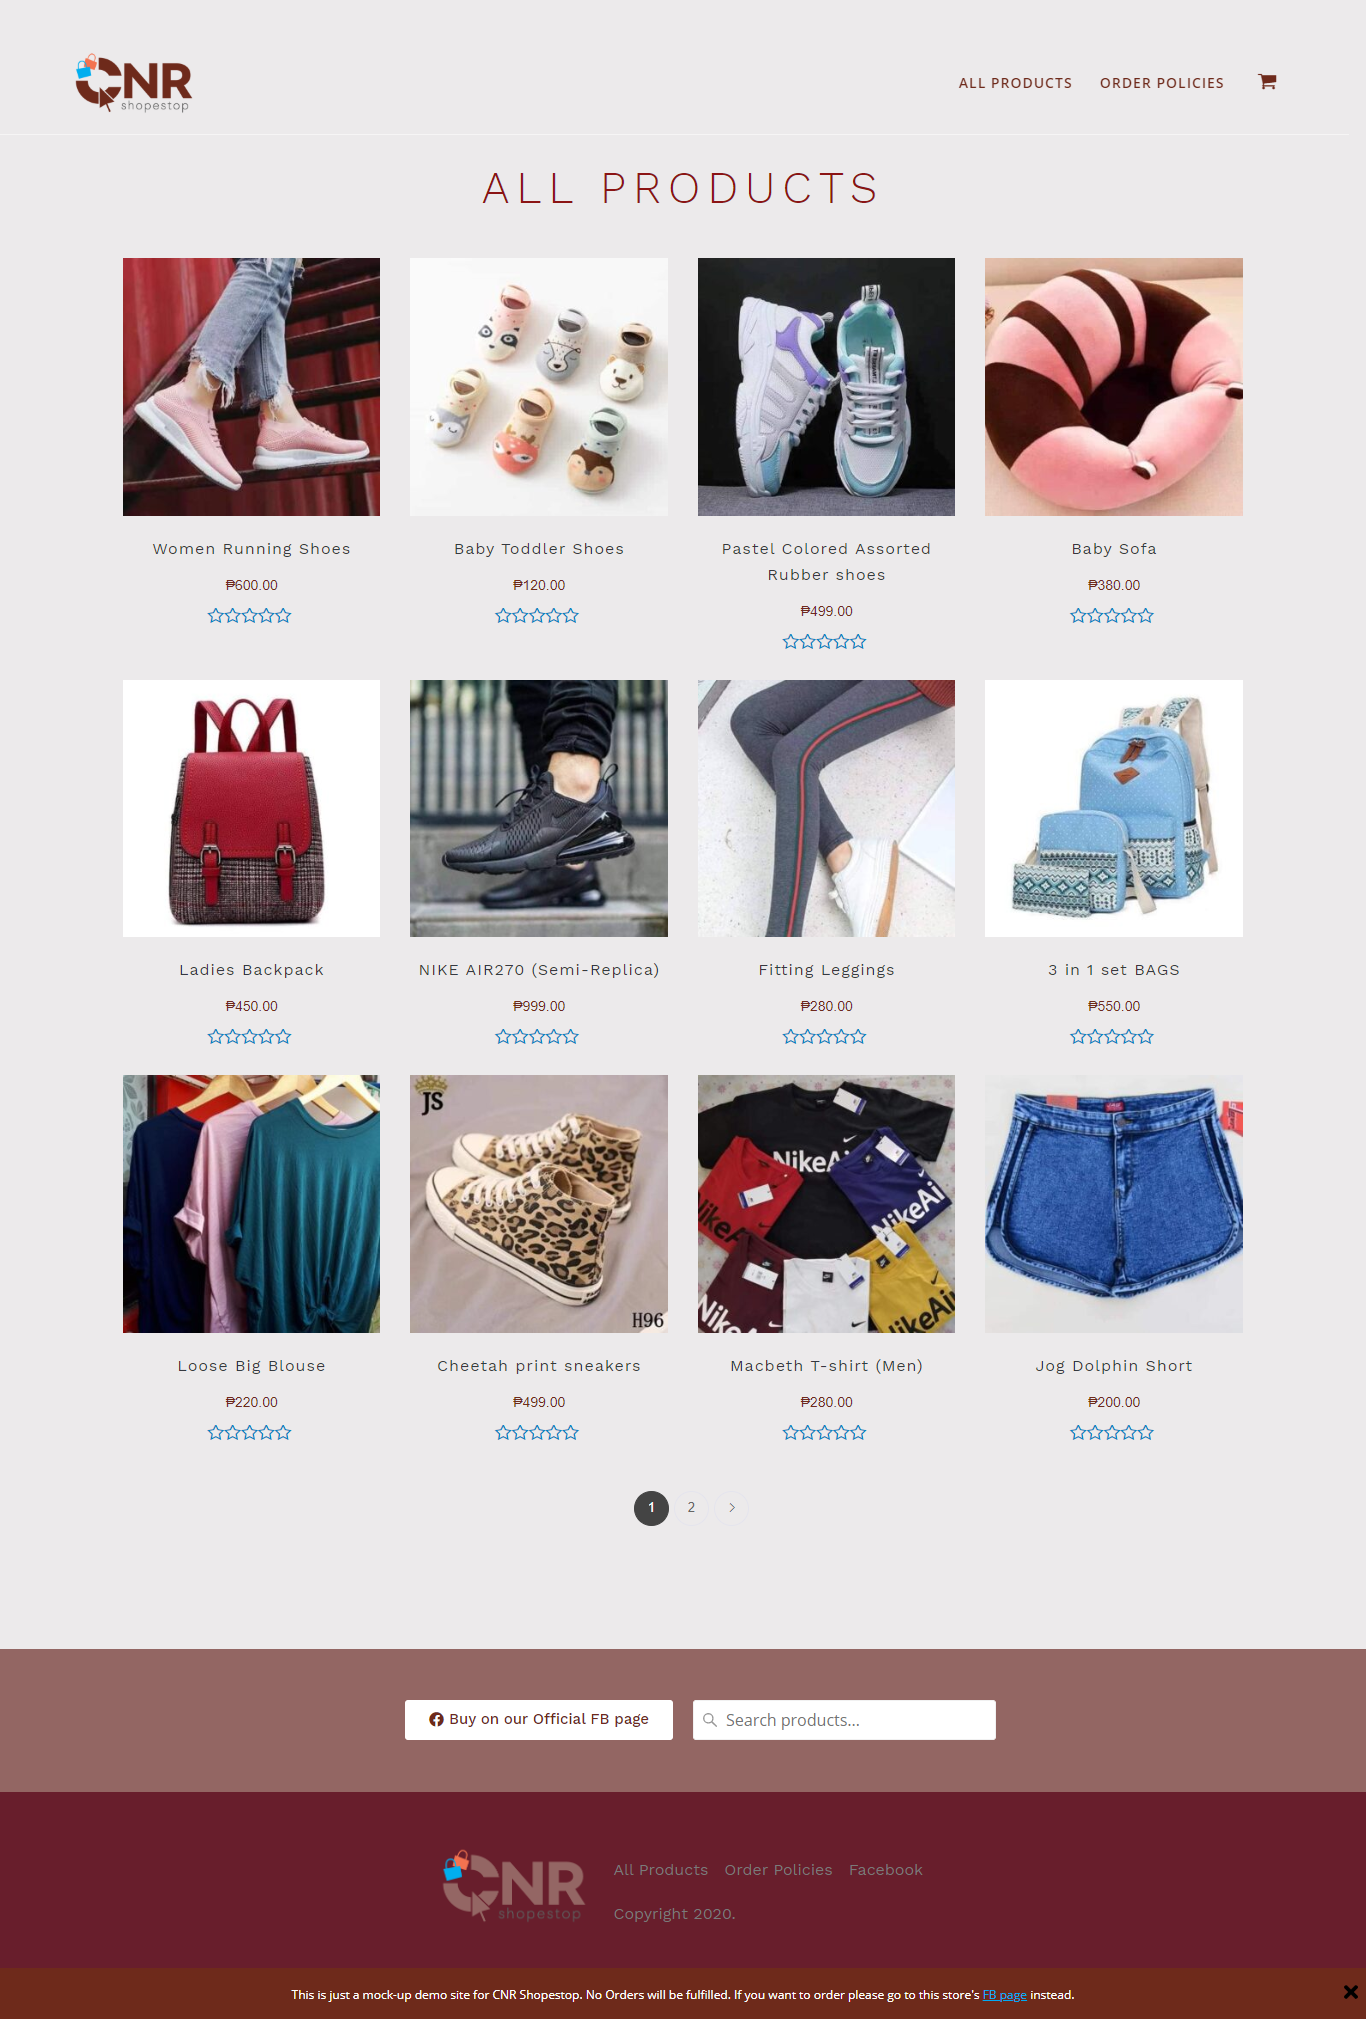 CNR
shopestop
ALL PRODUCTS
ORDER POLICIES
ALL PRODUCTS
Women Running Shoes
₱600.00
Baby Toddler Shoes
₱120.00
Pastel Colored Assorted
Rubber shoes
₱499.00
Baby Sofa
₱380.00
Ladies Backpack
₱450.00
NIKE AIR270 (Semi-Replica)
₱999.00
Fitting Leggings
₱280.00
3 in 1 set BAGS
₱550.00
JS
H96
NikeAi
NikeAi
NikeA
Nike
NikeAi
Loose Big Blouse
₱220.00
Cheetah print sneakers
₱499.00
Macbeth T-shirt (Men)
₱280.00
Jog Dolphin Short
₱200.00
1
2
Buy on our Official FB page
Search products...
CNR
shopestop
All Products
Order Policies
Facebook
Copyright 2020.
This is just a mock-up demo site for CNR Shopestop. No Orders will be fulfilled. If you want to order please go to this store's FB page instead.